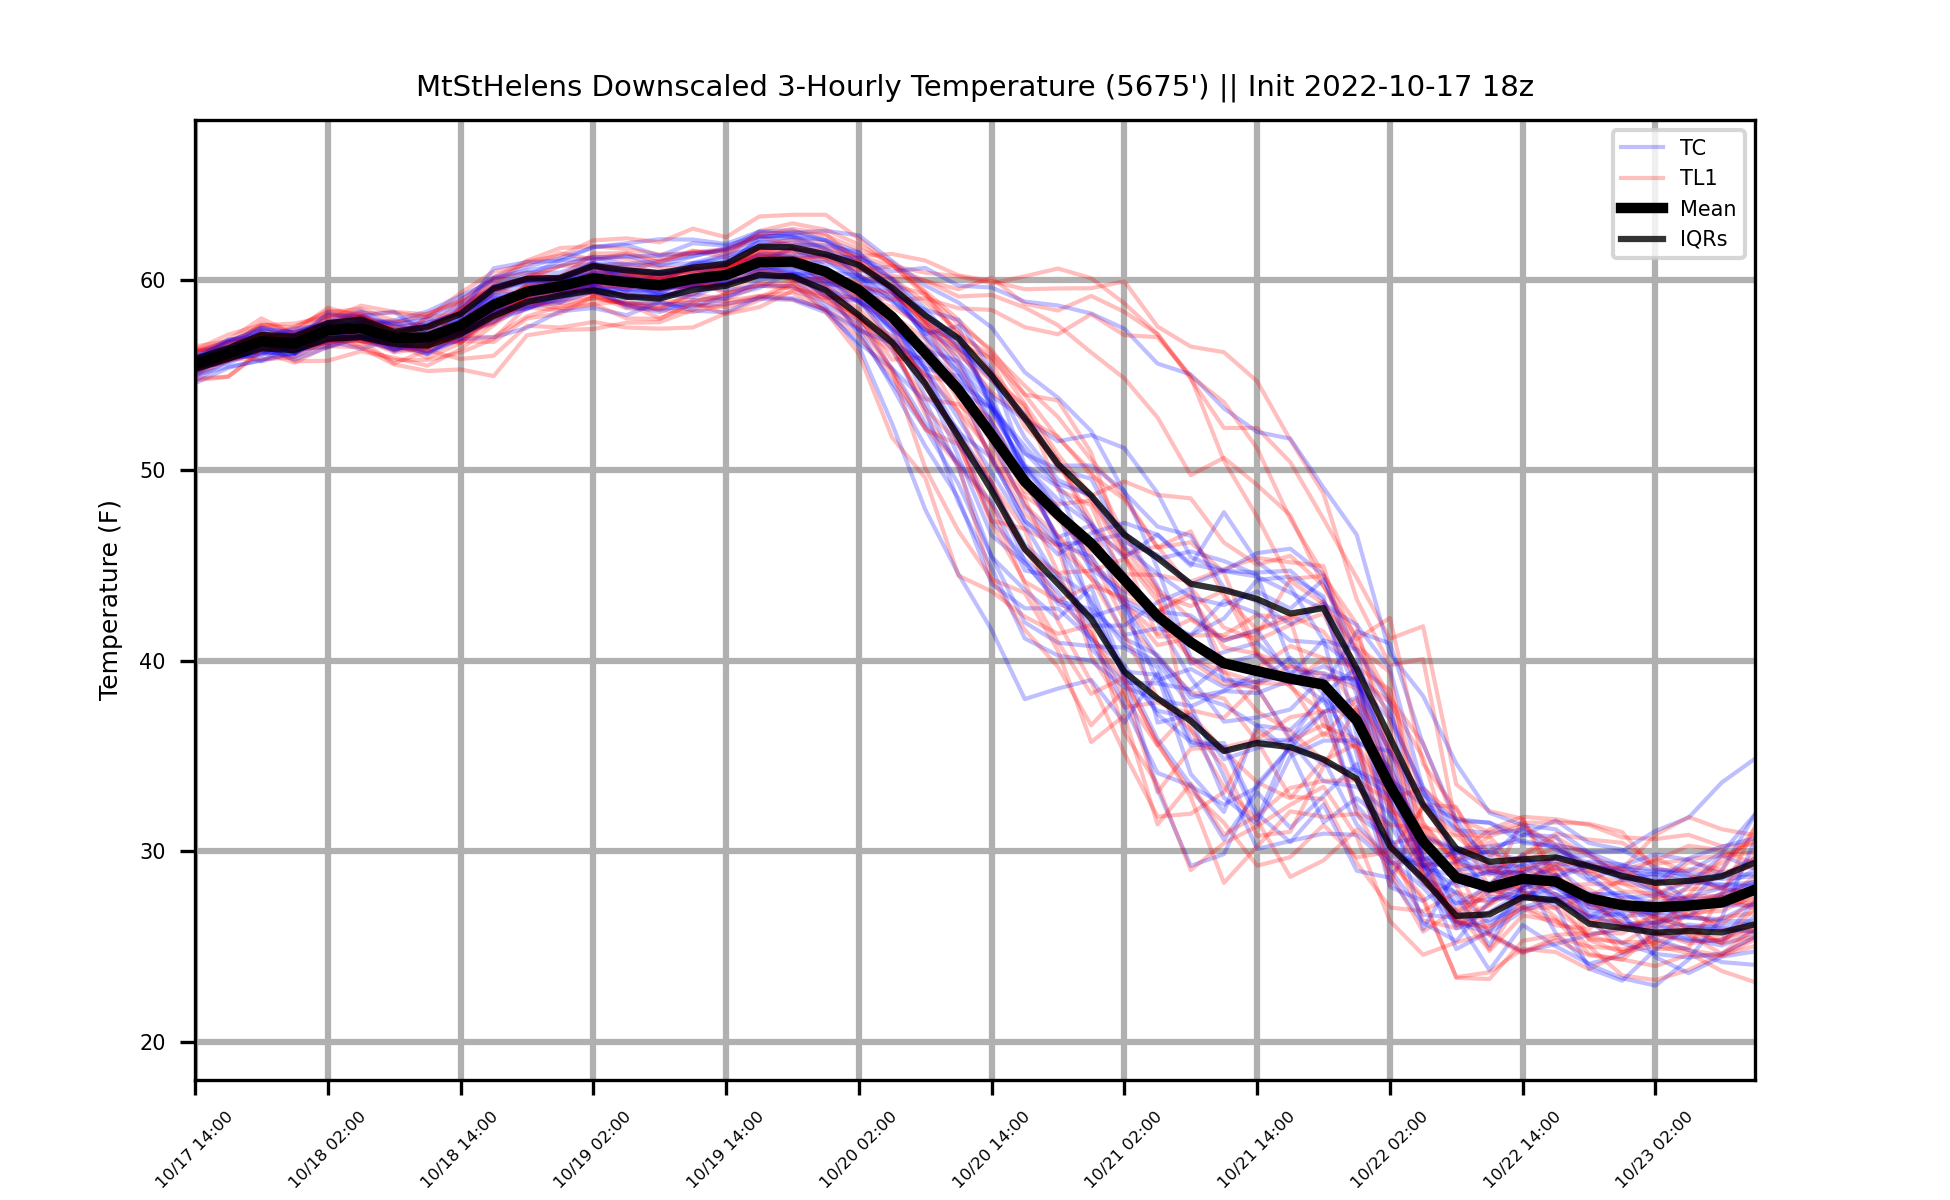 MtStHelens Downscaled 3-Hourly Temperature (5675') || Init 2022-10-17 18z
TC
TL1
Mean
IQRs
Temperature (F)
60
50
40
30
20
10/17 14:00
10/18 02:00
10/18 14:00
10/19 02:00
10/19 14:00
10/20 02:00
10/20 14:00
10/21 02:00
10/21 14:00
10/22 02:00
10/22 14:00
10/23 02:00